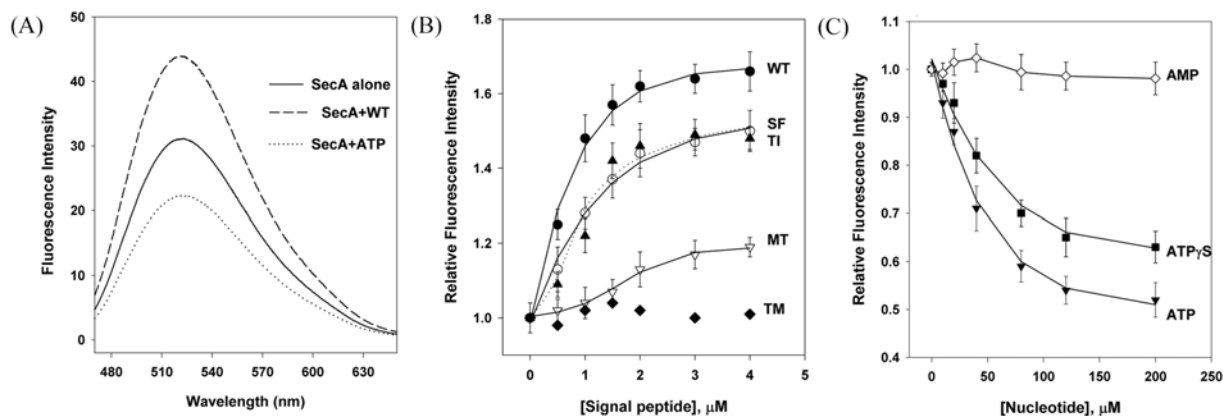 (A)
Fluorescence Intensity
50
40
30
20
10
0
480 510 540 570 600 630
Wavelength (nm)
SecA alone
SecA+WT
SecA+ATP
(B)
Relative Fluorescence Intensity
1.8
1.6
1.4
1.2
1.0
0 1 2 3 4 5
[Signal peptide], μM
WT
SF
TI
MT
TM
(C)
Relative Fluorescence Intensity
1.1
1.0
0.9
0.8
0.7
0.6
0.5
0.4
0 50 100 150 200 250
[Nucleotide], μM
AMP
ATPγS
ATP